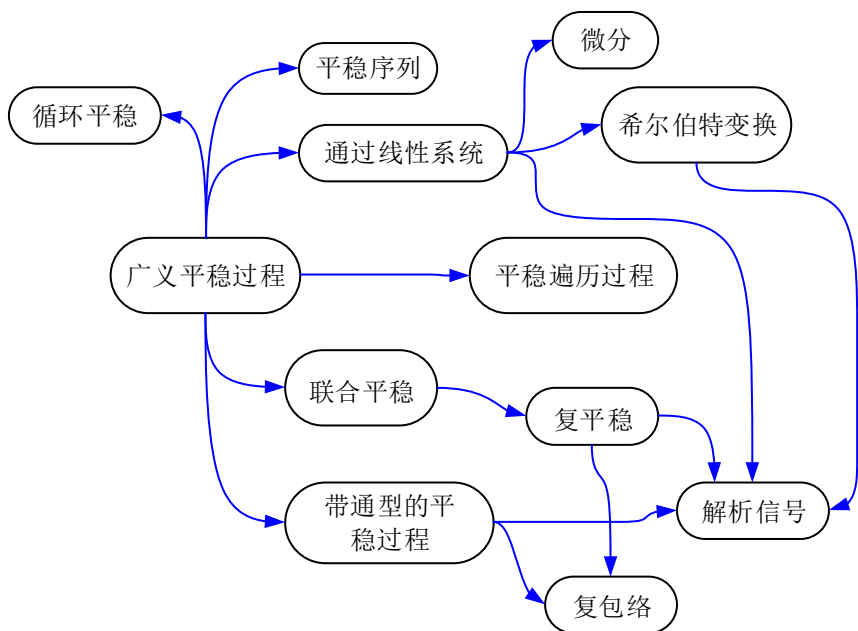 微分
平稳序列
循环平稳
希尔伯特变换
通过线性系统
广义平稳过程
平稳遍历过程
联合平稳
复平稳
带通型的平
稳过程
解析信号
复包络